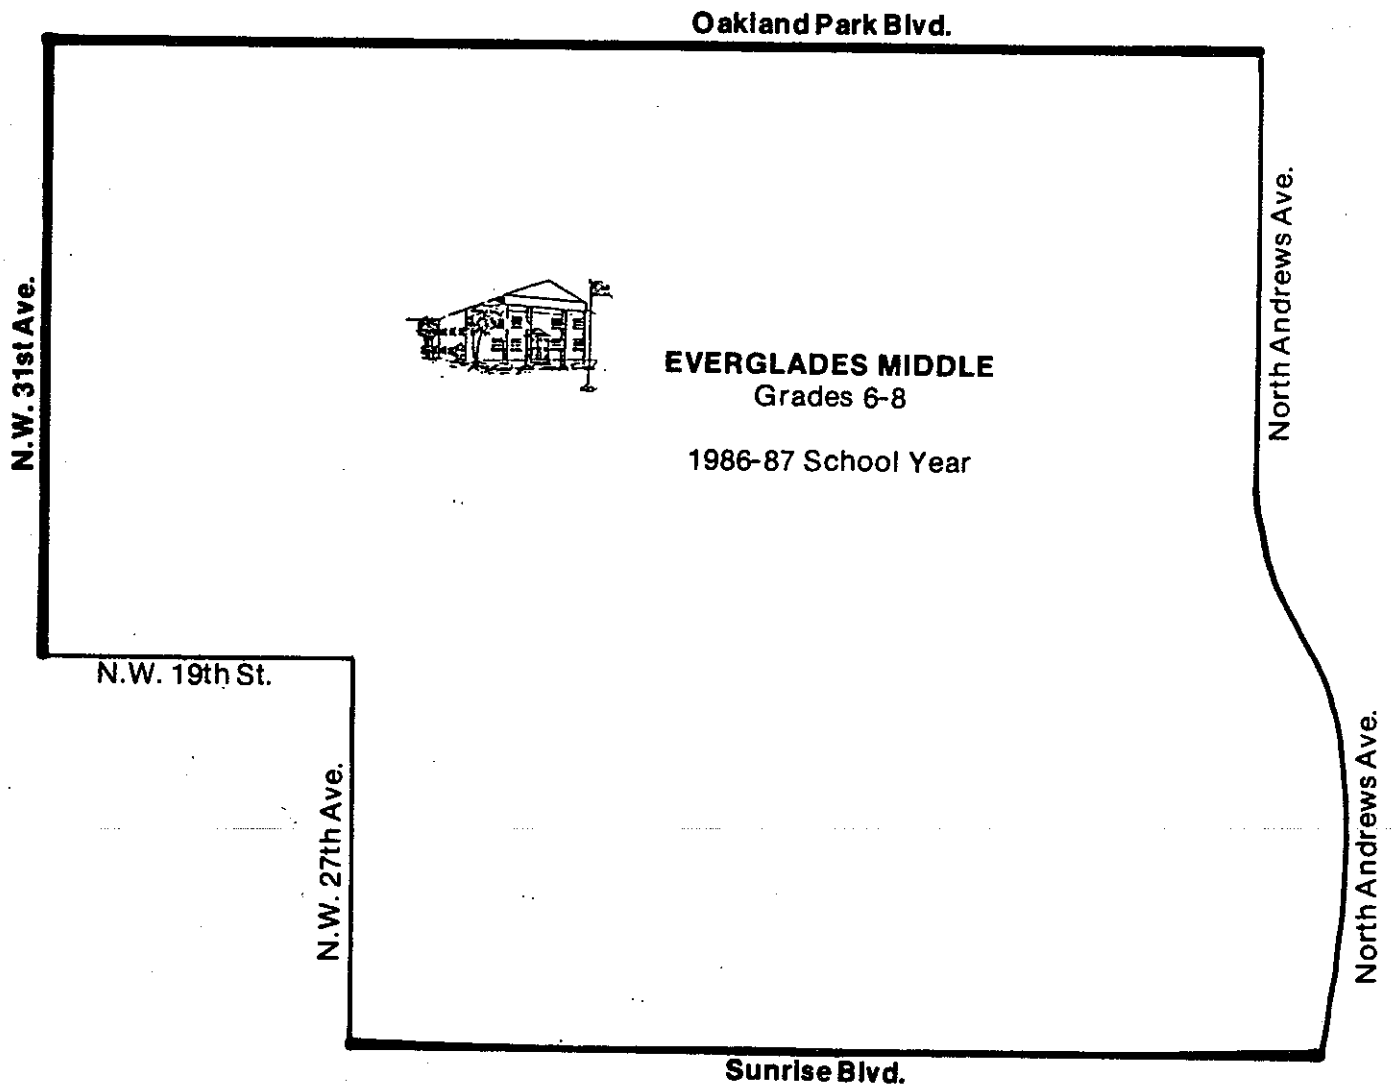 Oakland Park Blvd.
N.W. 31st Ave.
North Andrews Ave.
EVERGLADES MIDDLE
Grades 6-8
1986-87 School Year
N.W. 19th St.
N.W. 27th Ave.
North Andrews Ave.
Sunrise Blvd.